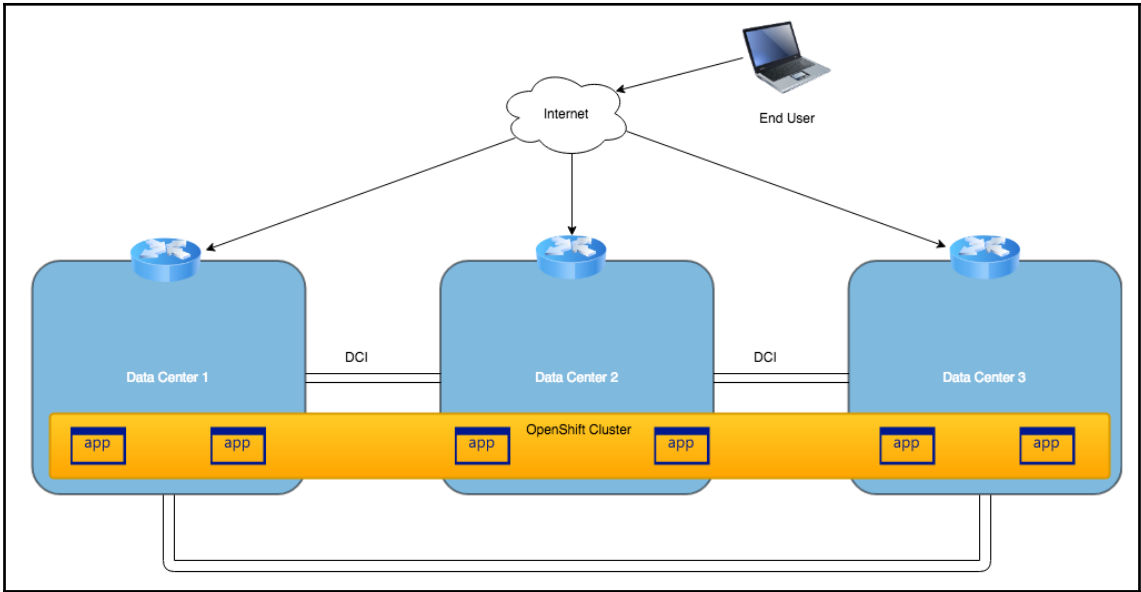 Internet
End User
DCI
DCI
Data Center 1
Data Center 2
Data Center 3
OpenShift Cluster
app
app
app
app
app
app